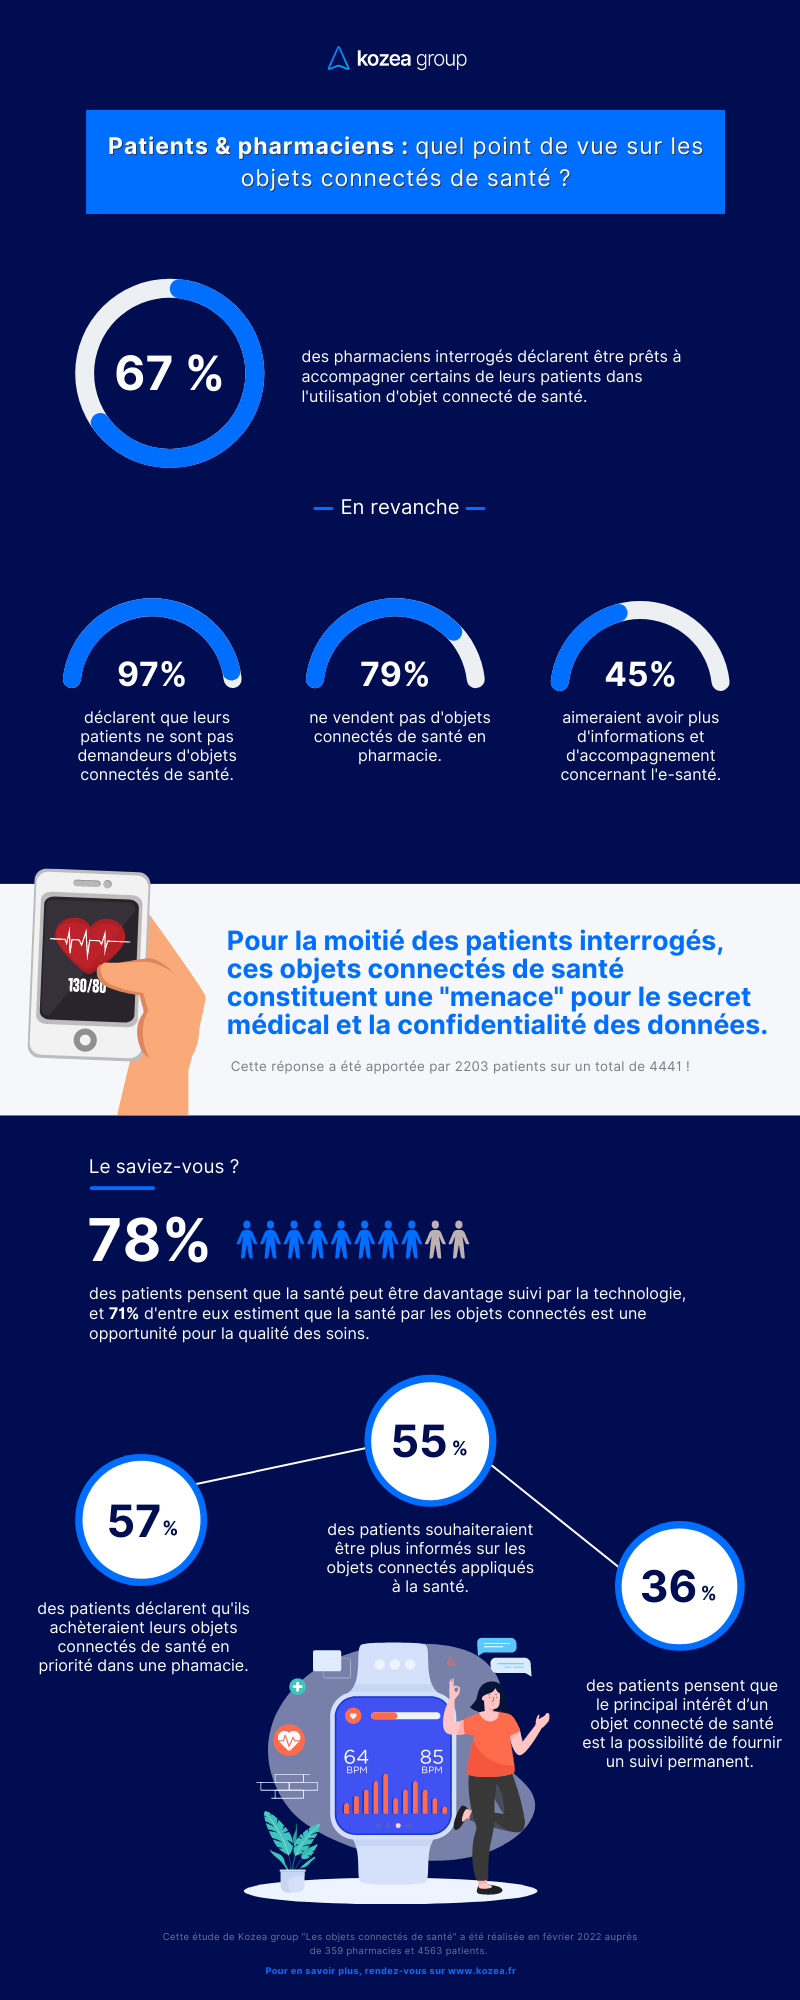 kozea group
Patients & pharmaciens : quel point de vue sur les
objets connectés de santé ?
67 %
des pharmaciens interrogés déclarent être prêts à
accompagner certains de leurs patients dans
l'utilisation d'objet connecté de santé.
En revanche
97%
déclarent que leurs
patients ne sont pas
demandeurs d'objets
connectés de santé.
79%
ne vendent pas d'objets
connectés de santé en
pharmacie.
45%
aimeraient avoir plus
d'informations et
d'accompagnement
concernant l'e-santé.
130/80
Pour la moitié des patients interrogés,
ces objets connectés de santé
constituent une "menace" pour le secret
médical et la confidentialité des données.
Cette réponse a été apportée par 2203 patients sur un total de 4441 !
Le saviez-vous ?
78%
des patients pensent que la santé peut être davantage suivi par la technologie,
et 71% d'entre eux estiment que la santé par les objets connectés est une
opportunité pour la qualité des soins.
57 %
des patients déclarent qu'ils
achèteraient leurs objets
connectés de santé en
priorité dans une phamacie.
55 %
des patients souhaiteraient
être plus informés sur les
objets connectés appliqués
à la santé.
36 %
des patients pensent que
le principal intérêt d’un
objet connecté de santé
est la possibilité de fournir
un suivi permanent.
64
BPM
85
BPM
Cette étude de Kozea group "Les objets connectés de santé" a été réalisée en février 2022 auprès
de 359 pharmacies et 4563 patients.
Pour en savoir plus, rendez-vous sur www.kozea.fr